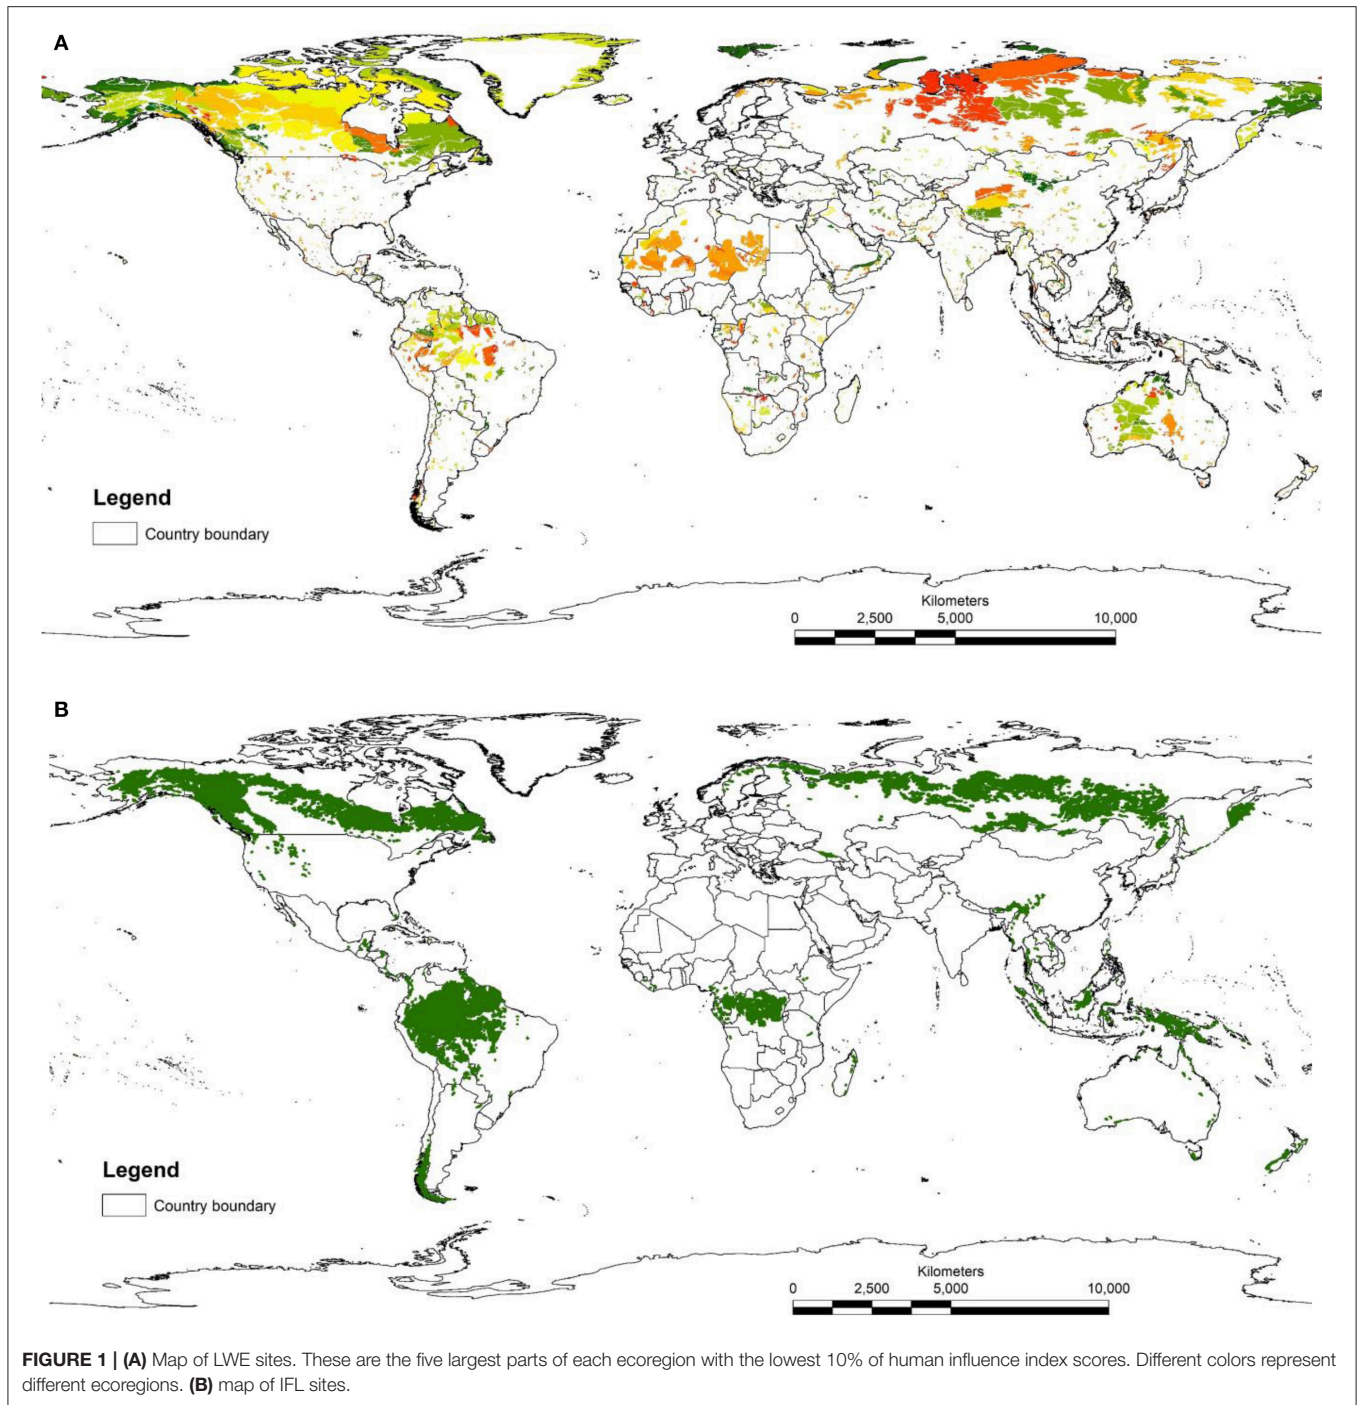 A
Legend
Country boundary
Kilometers
0 2,500 5,000 10,000
B
Legend
Country boundary
Kilometers
0 2,500 5,000 10,000
FIGURE 1 | (A) Map of LWE sites. These are the five largest parts of each ecoregion with the lowest 10% of human influence index scores. Different colors represent
different ecoregions. (B) map of IFL sites.